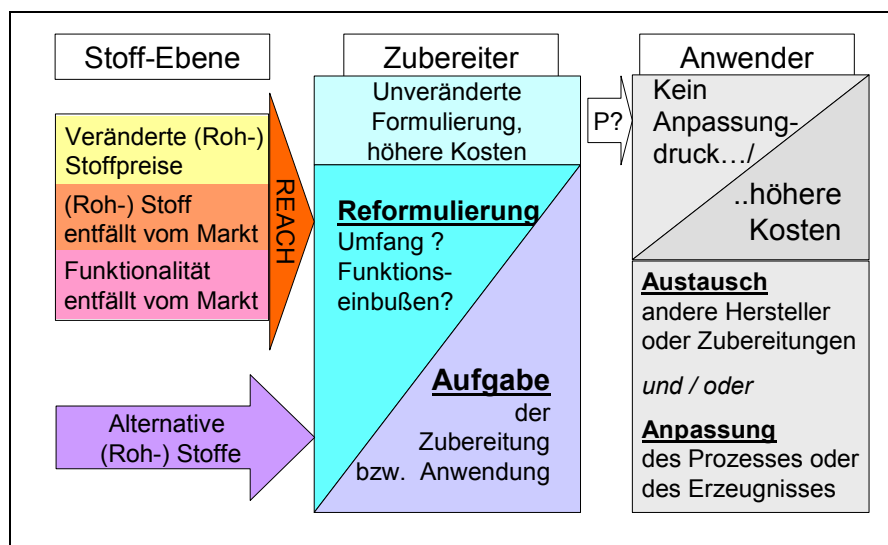 Stoff-Ebene
Veränderte (Roh-)
Stoffpreise
(Roh-) Stoff
entfällt vom Markt
Funktionalität
entfällt vom Markt
REACH
Alternative
(Roh-) Stoffe
Zubereiter
Unveränderte
Formulierung,
höhere Kosten
Reformulierung
Umfang ?
Funktions-
einbußen?
Aufgabe
der
Zubereitung
bzw. Anwendung
P?
Anwender
Kein
Anpassung-
druck…/
..höhere
Kosten
Austausch
andere Hersteller
oder Zubereitungen
und / oder
Anpassung
des Prozesses oder
des Erzeugnisses